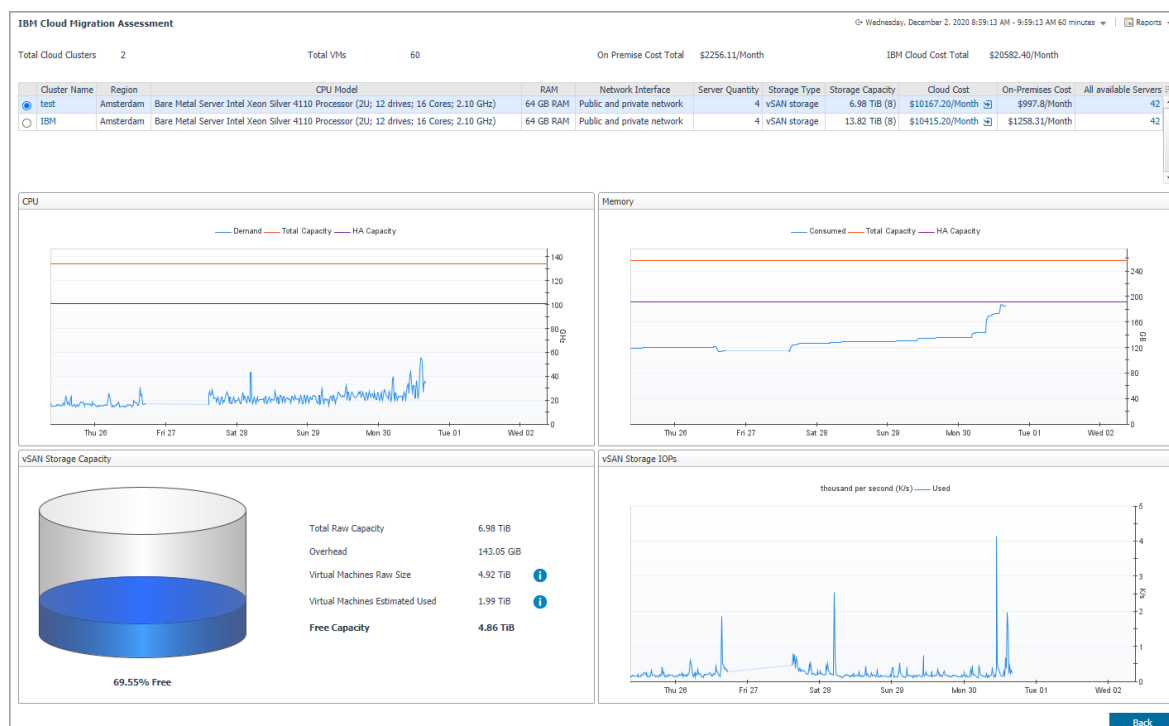 IBM Cloud Migration Assessment
Wednesday, December 2, 2020 8:59:13 AM - 9:59:13 AM 60 minutes | Reports
Total Cloud Clusters 2 Total VMs 60 On Premise Cost Total $2256.11/Month IBM Cloud Cost Total $20582.40/Month
Cluster Name Region CPU Model RAM Network Interface Server Quantity Storage Type Storage Capacity Cloud Cost On-Premises Cost All available Servers
test Amsterdam Bare Metal Server Intel Xeon Silver 4110 Processor (2U; 12 drives; 16 Cores; 2.10 GHz) 64 GB RAM Public and private network 4 vSAN storage 6.98 TiB (8) $10167.20/Month $997.8/Month 42
IBM Amsterdam Bare Metal Server Intel Xeon Silver 4110 Processor (2U; 12 drives; 16 Cores; 2.10 GHz) 64 GB RAM Public and private network 4 vSAN storage 13.82 TiB (8) $10415.20/Month $1258.31/Month 42
CPU
Demand Total Capacity HA Capacity
140
120
100
80
60
40
20
0
GHz
Thu 26 Fri 27 Sat 28 Sun 29 Mon 30 Tue 01 Wed 02
Memory
Consumed Total Capacity HA Capacity
240
200
160
120
80
40
0
GB
Thu 26 Fri 27 Sat 28 Sun 29 Mon 30 Tue 01 Wed 02
vSAN Storage Capacity
Total Raw Capacity 6.98 TiB
Overhead 143.05 GiB
Virtual Machines Raw Size 4.92 TiB
Virtual Machines Estimated Used 1.99 TiB
Free Capacity 4.86 TiB
69.55% Free
vSAN Storage IOPs
thousand per second (K/s) Used
5
4
3
2
1
0
K/s
Thu 26 Fri 27 Sat 28 Sun 29 Mon 30 Tue 01 Wed 02
Back